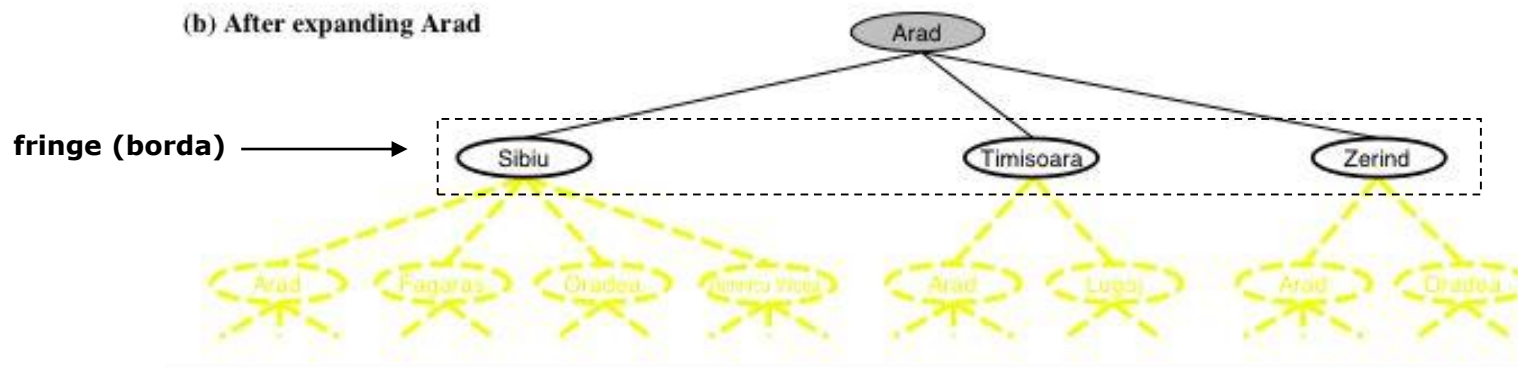 (b) After expanding Arad
Arad
fringe (borda)
Sibiu
Timisoara
Zerind
Arad
Fagaras
Oradea
Arad
Lugoj
Arad
Oradea